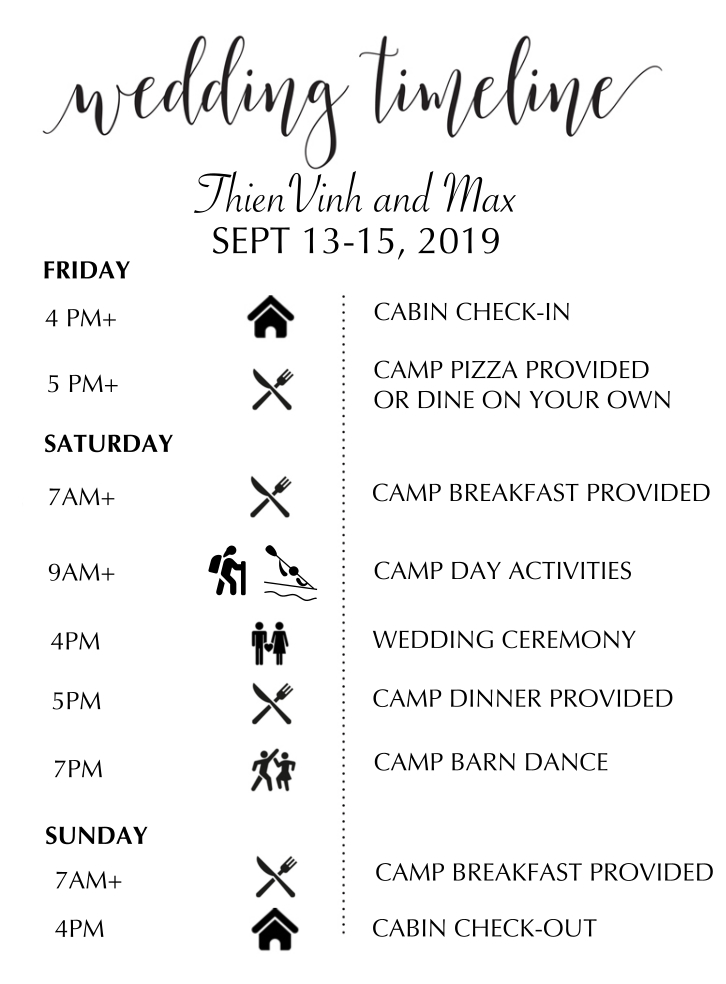 wedding timeline
ThienVinh and Max
SEPT 13-15, 2019
FRIDAY
4 PM+ CABIN CHECK-IN
5 PM+ CAMP PIZZA PROVIDED
OR DINE ON YOUR OWN
SATURDAY
7AM+ CAMP BREAKFAST PROVIDED
9AM+ CAMP DAY ACTIVITIES
4PM WEDDING CEREMONY
5PM CAMP DINNER PROVIDED
7PM CAMP BARN DANCE
SUNDAY
7AM+ CAMP BREAKFAST PROVIDED
4PM CABIN CHECK-OUT